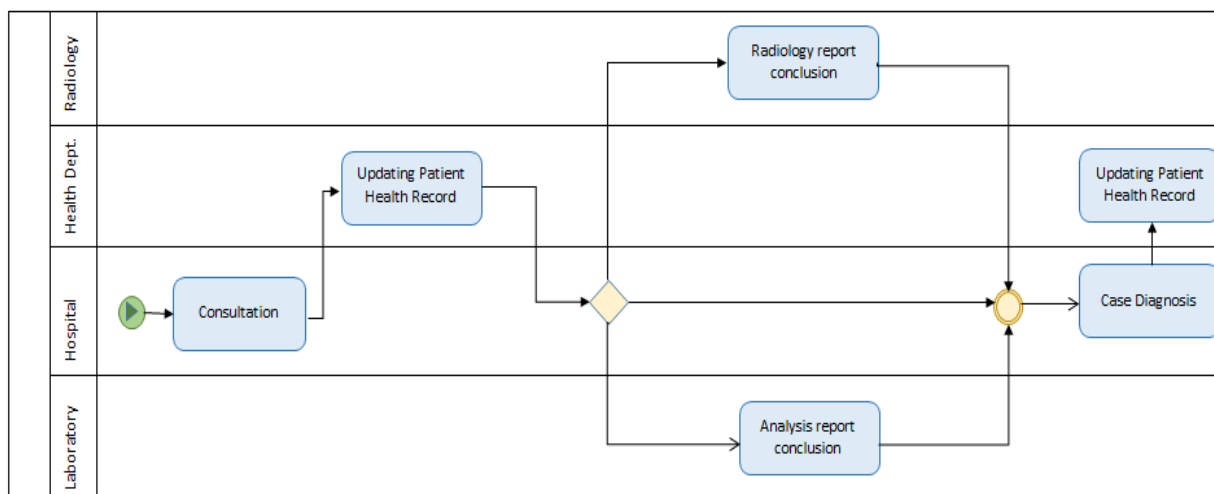 Radiology
Radiology report
conclusion
Health Dept.
Updating Patient
Health Record
Updating Patient
Health Record
Hospital
Consultation
Case Diagnosis
Laboratory
Analysis report
conclusion